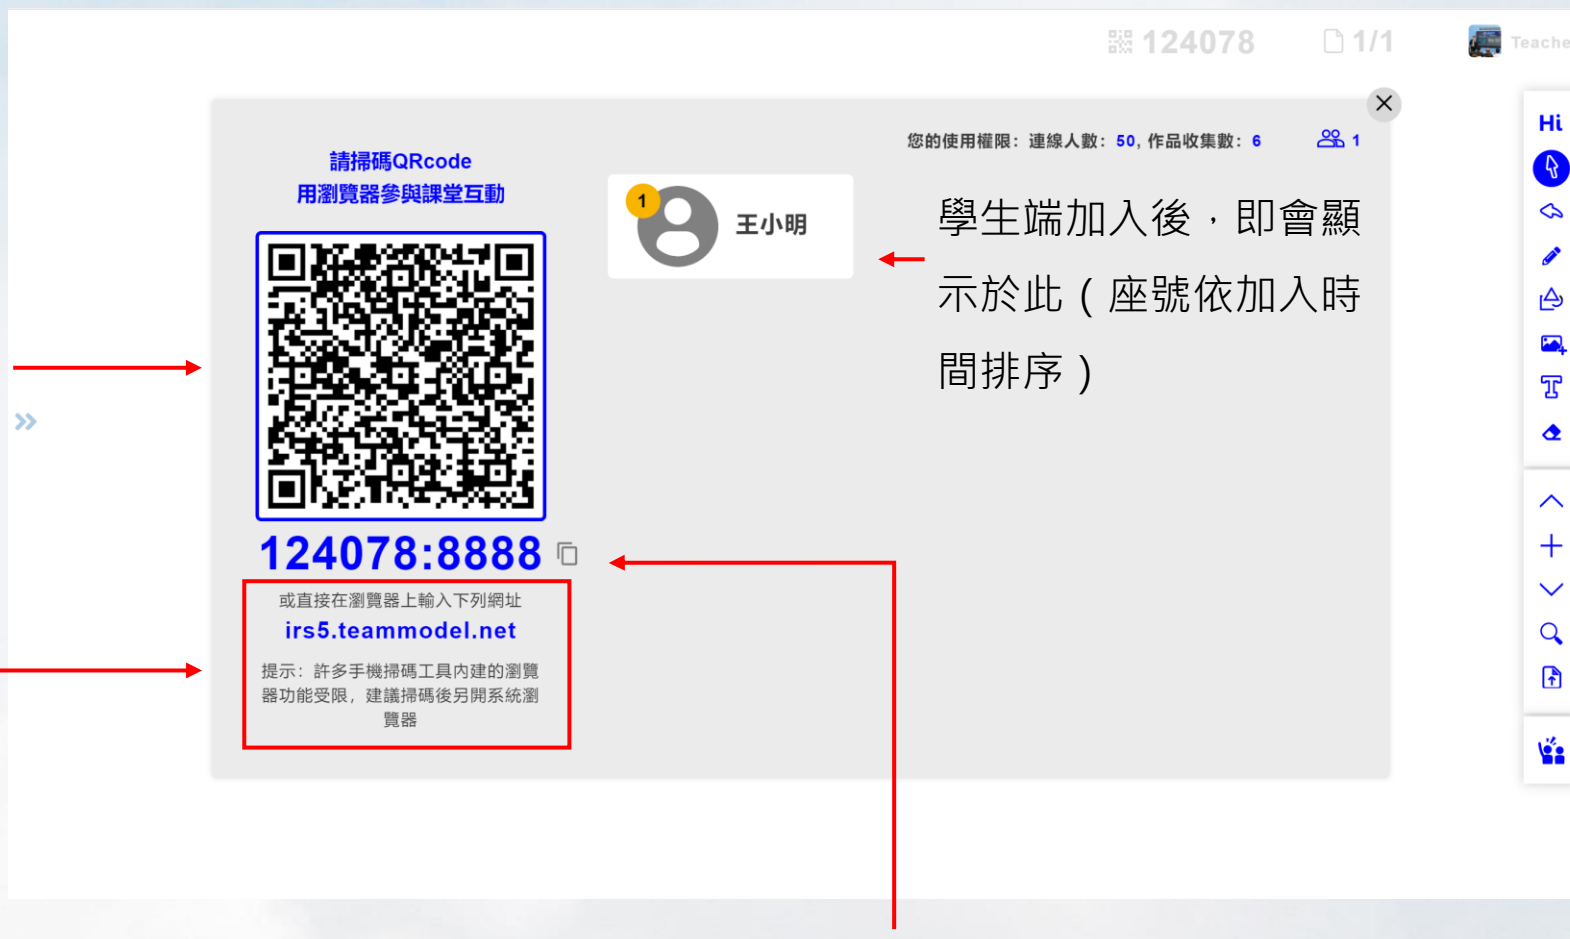 124078
1/1
Teache
您的使用權限：連線人數：50, 作品收集數：6
1
請掃碼QRcode
用瀏覽器參與課堂互動
1
王小明
學生端加入後，即會顯
示於此（座號依加入時
間排序）
124078:8888
或直接在瀏覽器上輸入下列網址
irs5.teammodel.net
提示：許多手機掃碼工具內建的瀏覽
器功能受限，建議掃碼後另開系統瀏
覽器
Hi